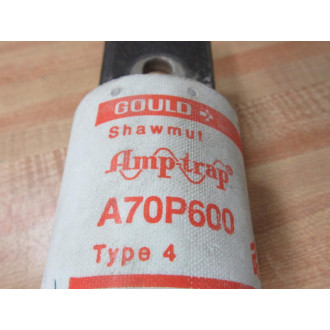 GOULD
Shawmut
Amp-trap
A70P600
Type 4